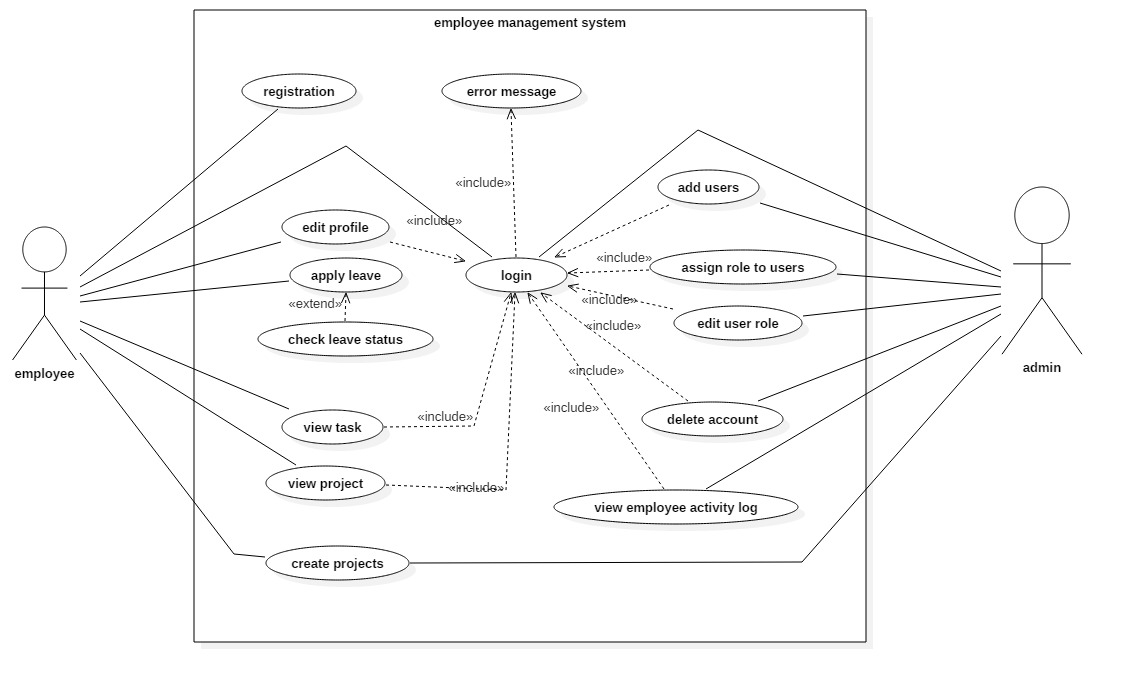 employee management system
registration
error message
«include»
add users
edit profile
«include»
login
«include»
assign role to users
apply leave
«extend»
«include»
edit user role
check leave status
«include»
employee
admin
«include»
«include»
«include»
view task
delete account
view project
«include»
view employee activity log
create projects